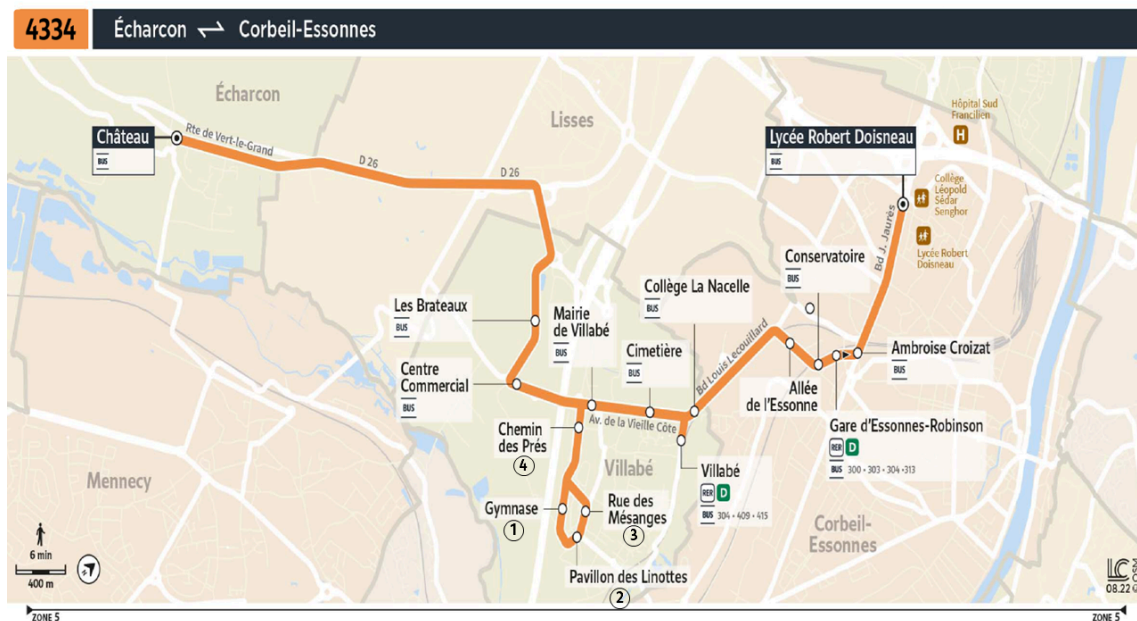 4334
Écharcon ⇌ Corbeil-Essonnes
Écharcon
Lisses
Hôpital Sud
Francilien
H
Château
BUS
Rte de Vert-le-Grand
D 26
D 26
Lycée Robert Doisneau
BUS
Collège
Léopold
Sédar
Senghor
Lycée Robert
Doisneau
Bd J. Jaurès
Conservatoire
BUS
Collège La Nacelle
BUS
Les Brateaux
BUS
Mairie
de Villabé
BUS
Cimetière
BUS
Bd Louis Lecouillard
Ambroise Croizat
BUS
Centre
Commercial
BUS
Allée
de l'Essonne
Av. de la Vieille Côte
Chemin
des Prés
4
Gare d'Essonnes-Robinson
RER D
BUS 300 • 303 • 304 • 313
Villabé
Villabé
RER D
BUS 304 • 409 • 415
Mennecy
Gymnase
1
Rue des
Mésanges
3
Corbeil-
Essonnes
Pavillon des Linottes
2
6 min
400 m
LC
08.22
OSM
ZONE 5
ZONE 5